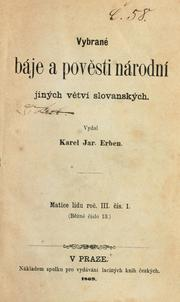 Č. 58.
Vybrané
báje a pověsti národní
jiných větví slovanských.
Vydal
Karel Jar. Erben.
Matice lidu roč. III. čís. 1.
(Běžné číslo 13.)
V PRAZE.
Nákladem spolku pro vydávání laciných knih českých.
1869.